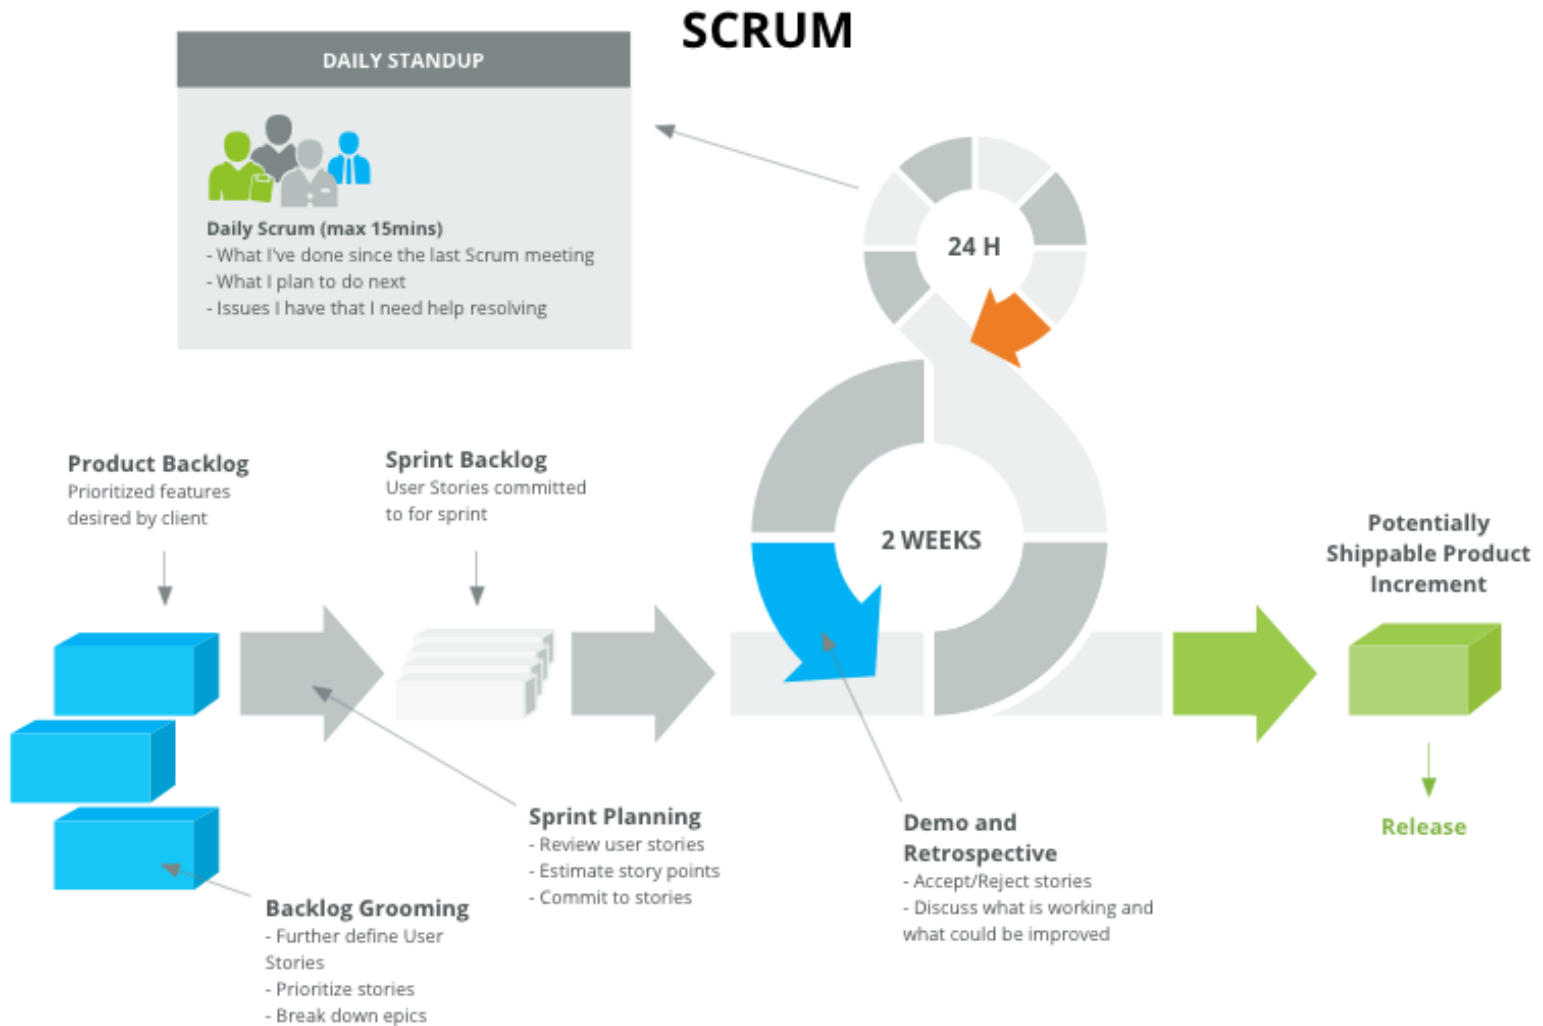 SCRUM
DAILY STANDUP
Daily Scrum (max 15mins)
- What I've done since the last Scrum meeting
- What I plan to do next
- Issues I have that I need help resolving
24 H
Product Backlog
Prioritized features
desired by client
Sprint Backlog
User Stories committed
to for sprint
2 WEEKS
Potentially
Shippable Product
Increment
Sprint Planning
- Review user stories
- Estimate story points
- Commit to stories
Demo and
Retrospective
- Accept/Reject stories
- Discuss what is working and
what could be improved
Release
Backlog Grooming
- Further define User
Stories
- Prioritize stories
- Break down epics